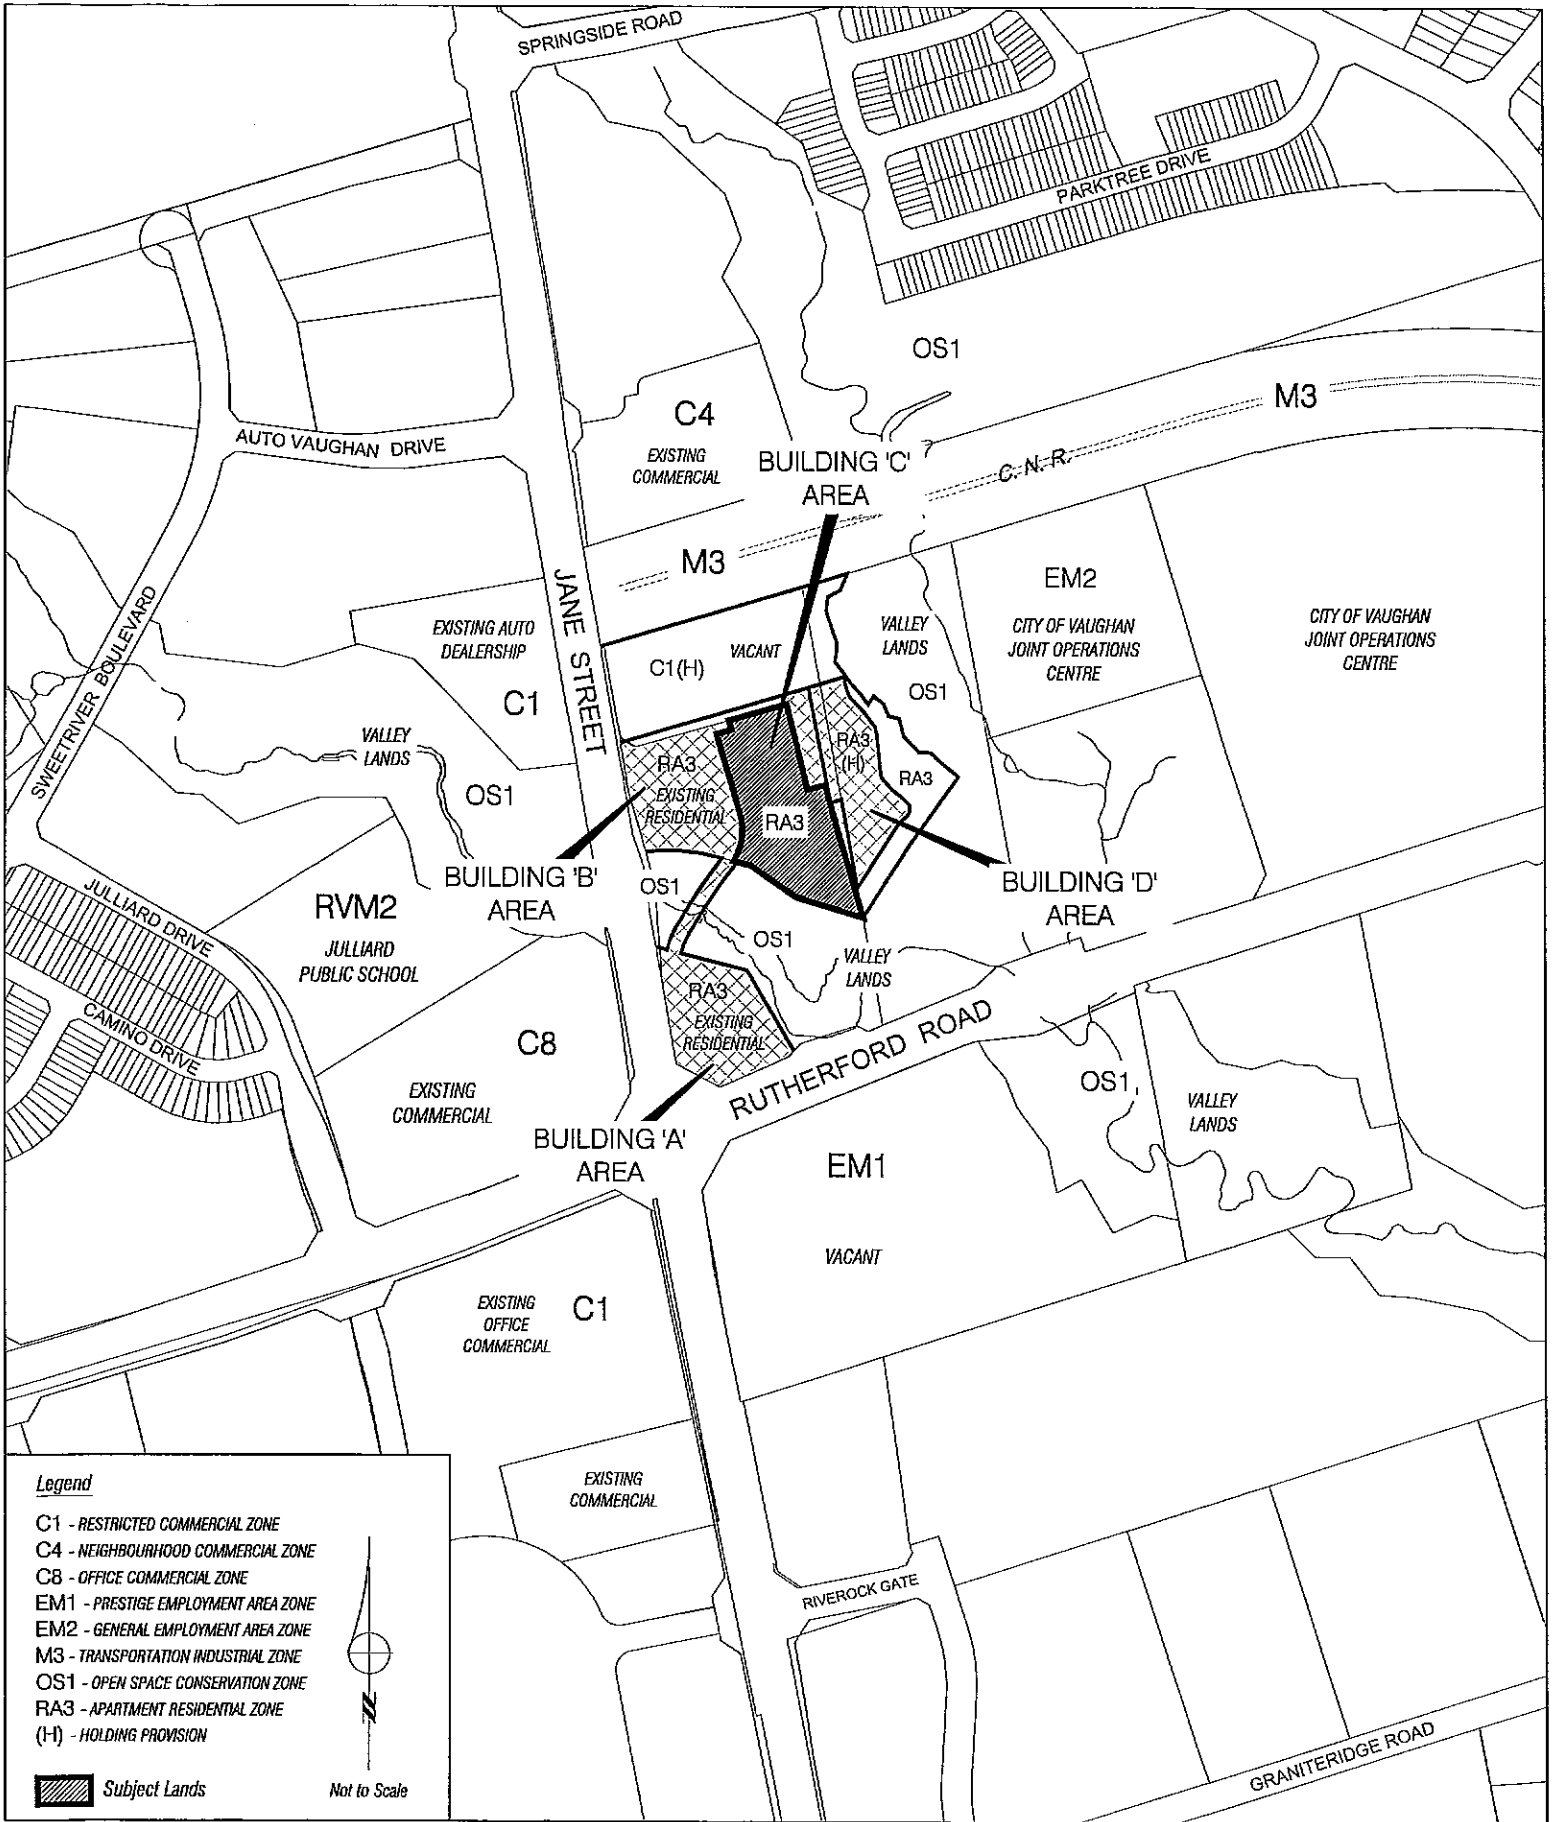 SPRINGSIDE ROAD
PARKTREE DRIVE
OS1
M3
C4
EXISTING
COMMERCIAL
AUTO VAUGHAN DRIVE
BUILDING 'C'
AREA
C. N. R.
M3
JANE STREET
EM2
CITY OF VAUGHAN
JOINT OPERATIONS
CENTRE
CITY OF VAUGHAN
JOINT OPERATIONS
CENTRE
SWEETRIVER BOULEVARD
EXISTING AUTO
DEALERSHIP
C1
C1(H)
VACANT
VALLEY
LANDS
OS1
VALLEY
LANDS
OS1
RA3
EXISTING
RESIDENTIAL
RA3
(H)
RA3
RA3
BUILDING 'B'
AREA
OS1
BUILDING 'D'
AREA
JULLIARD DRIVE
RVM2
JULLIARD
PUBLIC SCHOOL
OS1
VALLEY
LANDS
RA3
EXISTING
RESIDENTIAL
CAMINO DRIVE
C8
EXISTING
COMMERCIAL
RUTHERFORD ROAD
OS1
VALLEY
LANDS
BUILDING 'A'
AREA
EM1
VACANT
EXISTING
OFFICE
COMMERCIAL
C1
EXISTING
COMMERCIAL
RIVEROCK GATE
GRANITERIDGE ROAD
Legend
C1 - RESTRICTED COMMERCIAL ZONE
C4 - NEIGHBOURHOOD COMMERCIAL ZONE
C8 - OFFICE COMMERCIAL ZONE
EM1 - PRESTIGE EMPLOYMENT AREA ZONE
EM2 - GENERAL EMPLOYMENT AREA ZONE
M3 - TRANSPORTATION INDUSTRIAL ZONE
OS1 - OPEN SPACE CONSERVATION ZONE
RA3 - APARTMENT RESIDENTIAL ZONE
(H) - HOLDING PROVISION
N
Subject Lands
Not to Scale